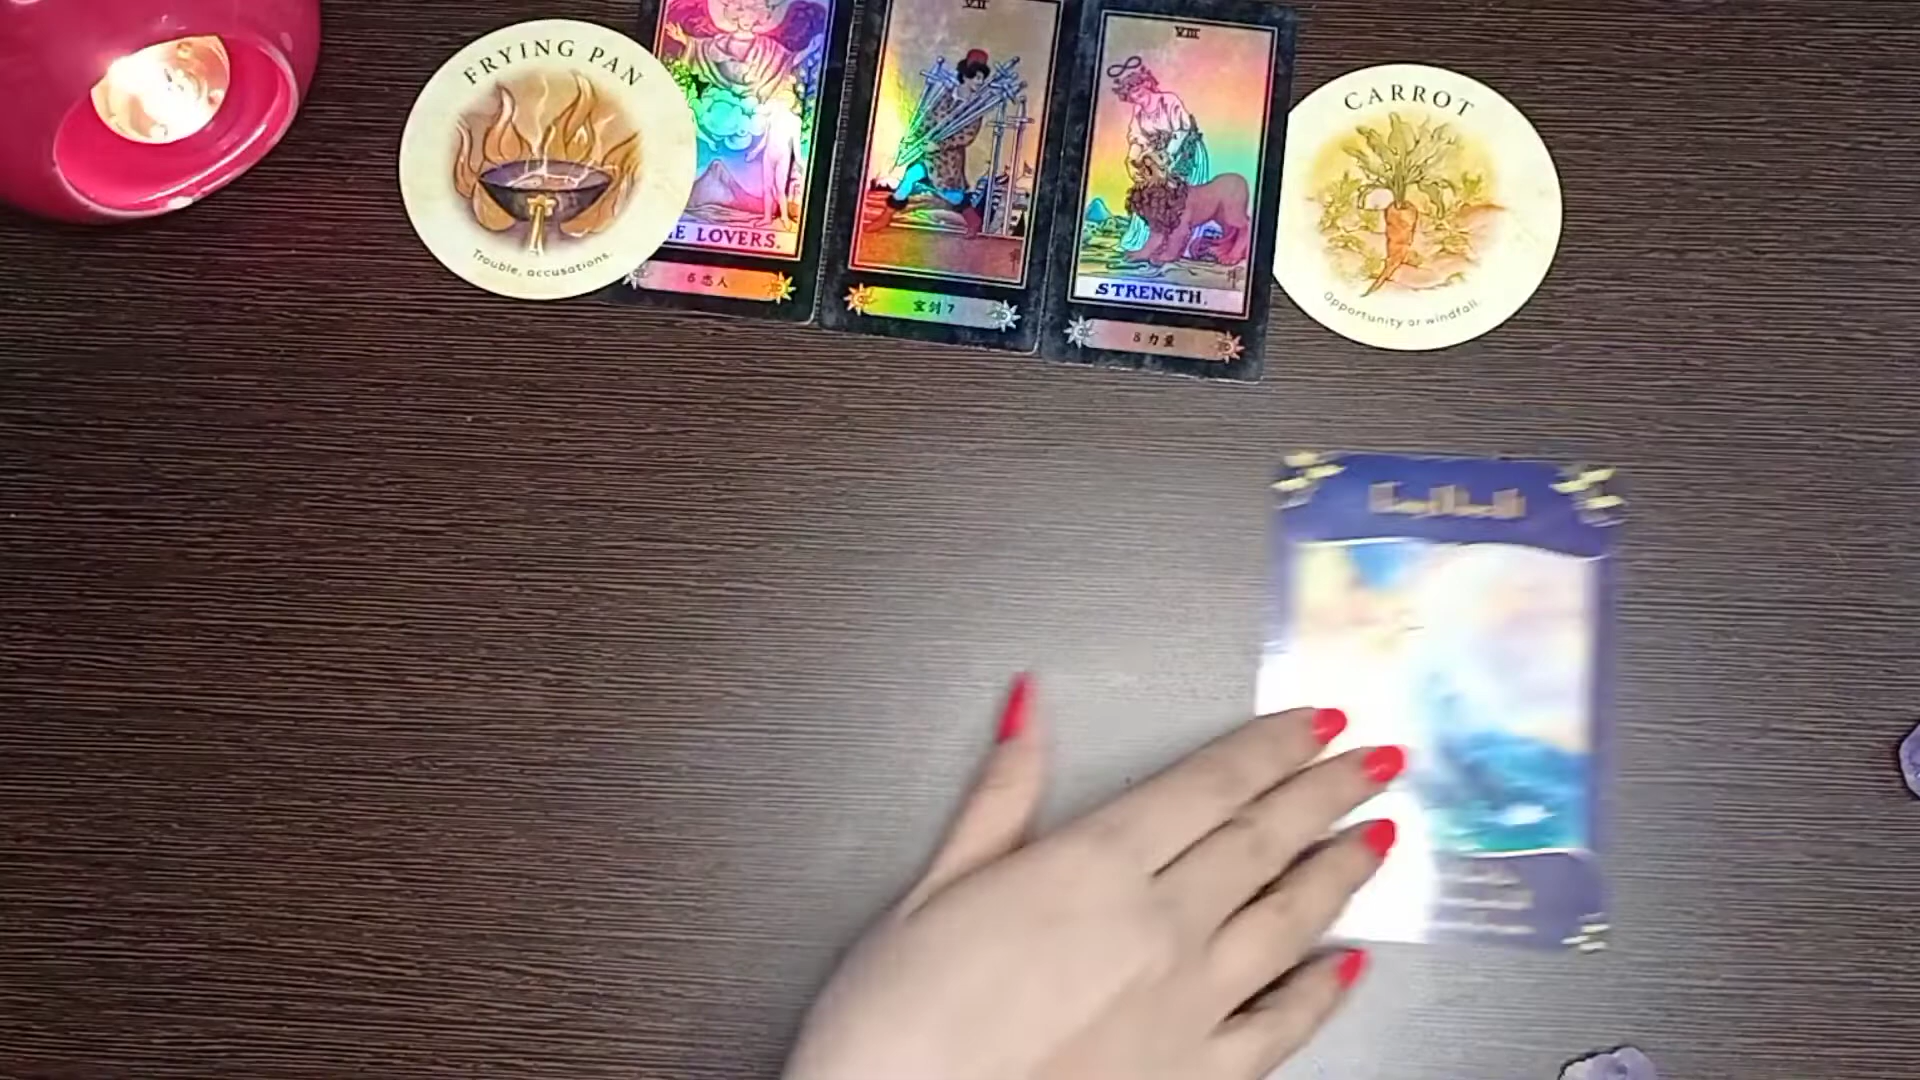 FRYING PAN
Trouble, accusations.
E LOVERS.
6 恋人
VII
宝剑 7
VIII
STRENGTH.
8 力量
CARROT
Opportunity or windfall.